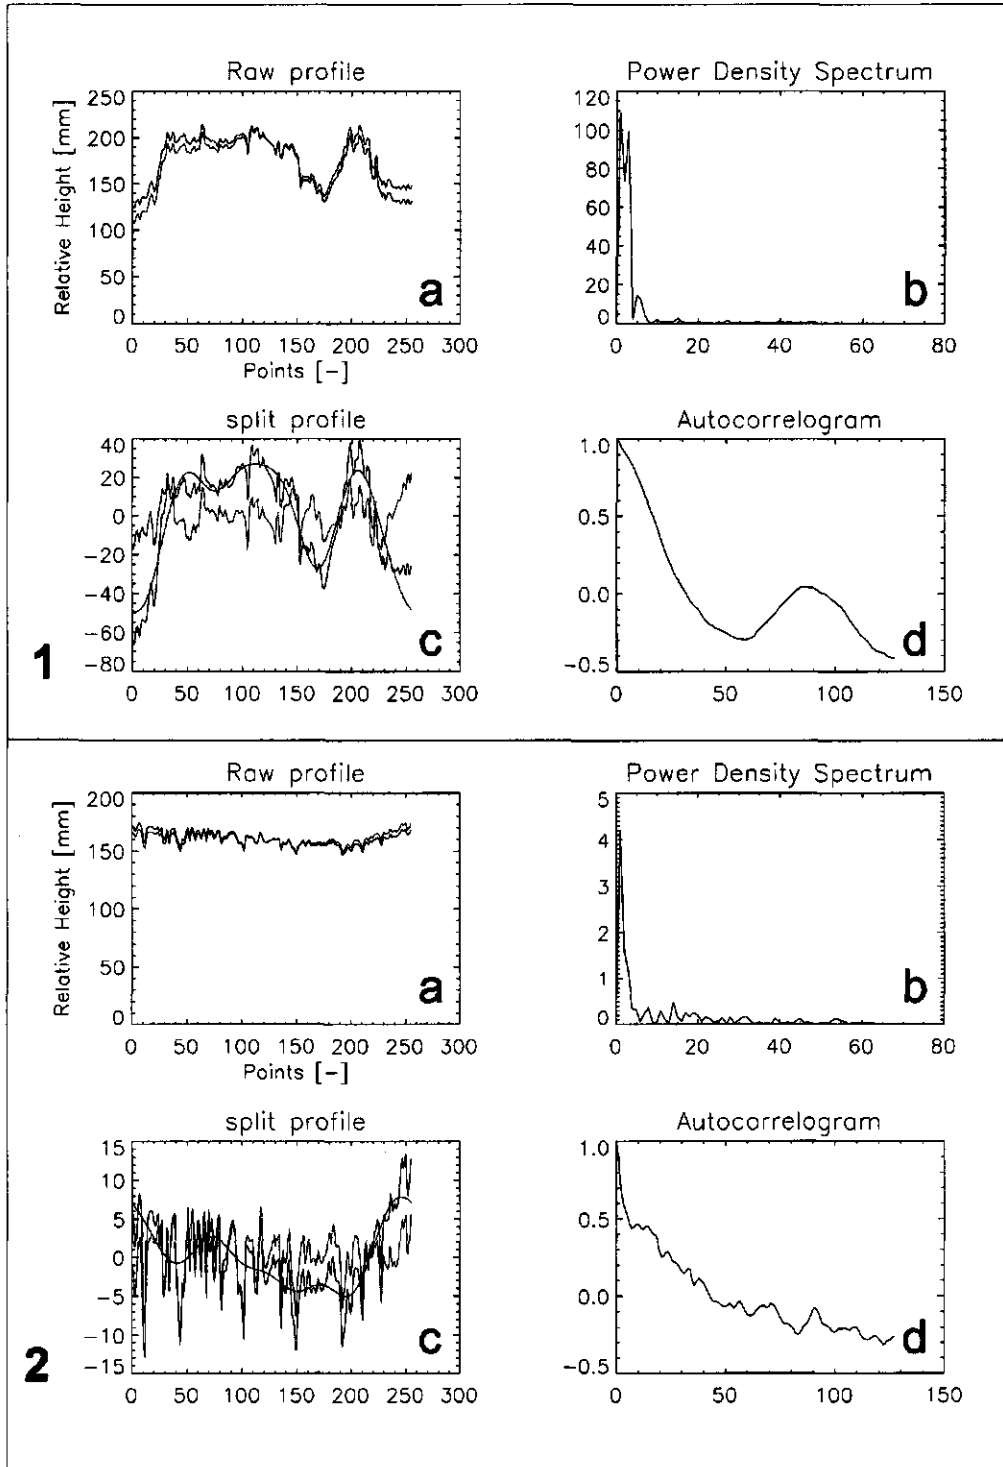 Raw profile
Relative Height [mm]
250
200
150
100
50
0
0 50 100 150 200 250 300
Points [-]
a
Power Density Spectrum
120
100
80
60
40
20
0
0 20 40 60 80
b
split profile
40
20
0
-20
-40
-60
-80
0 50 100 150 200 250 300
c
Autocorrelogram
1.0
0.5
0.0
-0.5
0 50 100 150
d
1
Raw profile
Relative Height [mm]
200
150
100
50
0
0 50 100 150 200 250 300
Points [-]
a
Power Density Spectrum
5
4
3
2
1
0
0 20 40 60 80
b
split profile
15
10
5
0
-5
-10
-15
0 50 100 150 200 250 300
c
Autocorrelogram
1.0
0.5
0.0
-0.5
0 50 100 150
d
2